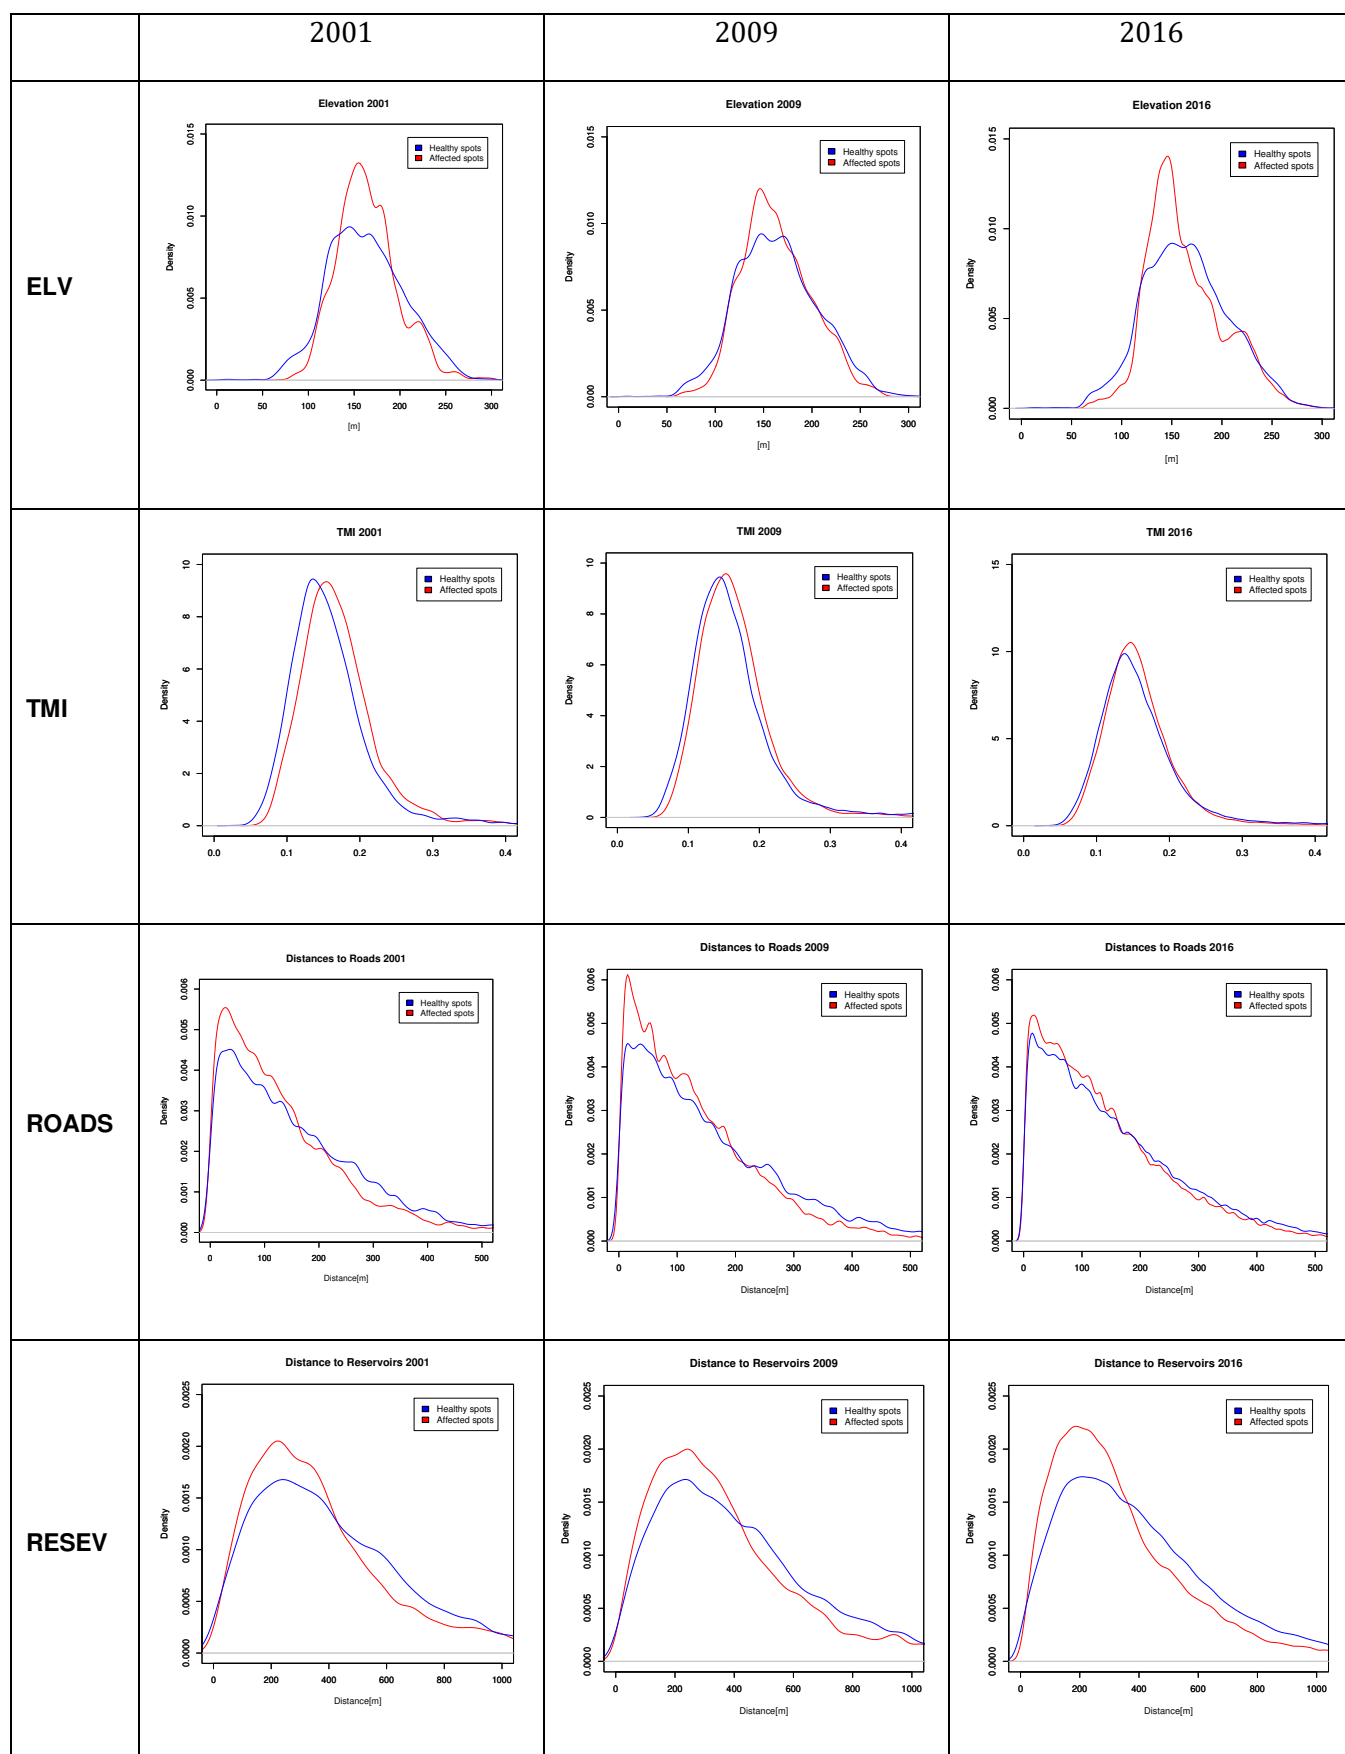 2001 2009 2016
ELV
Elevation 2001
Healthy spots
Affected spots
Density
0.000 0.005 0.010 0.015
0 50 100 150 200 250 300
[m]
Elevation 2009
Healthy spots
Affected spots
Density
0.000 0.005 0.010 0.015
0 50 100 150 200 250 300
[m]
Elevation 2016
Healthy spots
Affected spots
Density
0.000 0.005 0.010 0.015
0 50 100 150 200 250 300
[m]
TMI
TMI 2001
Healthy spots
Affected spots
Density
0 2 4 6 8 10
0.0 0.1 0.2 0.3 0.4
TMI 2009
Healthy spots
Affected spots
Density
0 2 4 6 8 10
0.0 0.1 0.2 0.3 0.4
TMI 2016
Healthy spots
Affected spots
Density
0 5 10 15
0.0 0.1 0.2 0.3 0.4
ROADS
Distances to Roads 2001
Healthy spots
Affected spots
Density
0.000 0.001 0.002 0.003 0.004 0.005 0.006
0 100 200 300 400 500
Distance[m]
Distances to Roads 2009
Healthy spots
Affected spots
Density
0.000 0.001 0.002 0.003 0.004 0.005 0.006
0 100 200 300 400 500
Distance[m]
Distances to Roads 2016
Healthy spots
Affected spots
Density
0.000 0.001 0.002 0.003 0.004 0.005 0.006
0 100 200 300 400 500
Distance[m]
RESEV
Distance to Reservoirs 2001
Healthy spots
Affected spots
Density
0.0000 0.0005 0.0010 0.0015 0.0020 0.0025
0 200 400 600 800 1000
Distance[m]
Distance to Reservoirs 2009
Healthy spots
Affected spots
Density
0.0000 0.0005 0.0010 0.0015 0.0020 0.0025
0 200 400 600 800 1000
Distance[m]
Distance to Reservoirs 2016
Healthy spots
Affected spots
Density
0.0000 0.0005 0.0010 0.0015 0.0020 0.0025
0 200 400 600 800 1000
Distance[m]